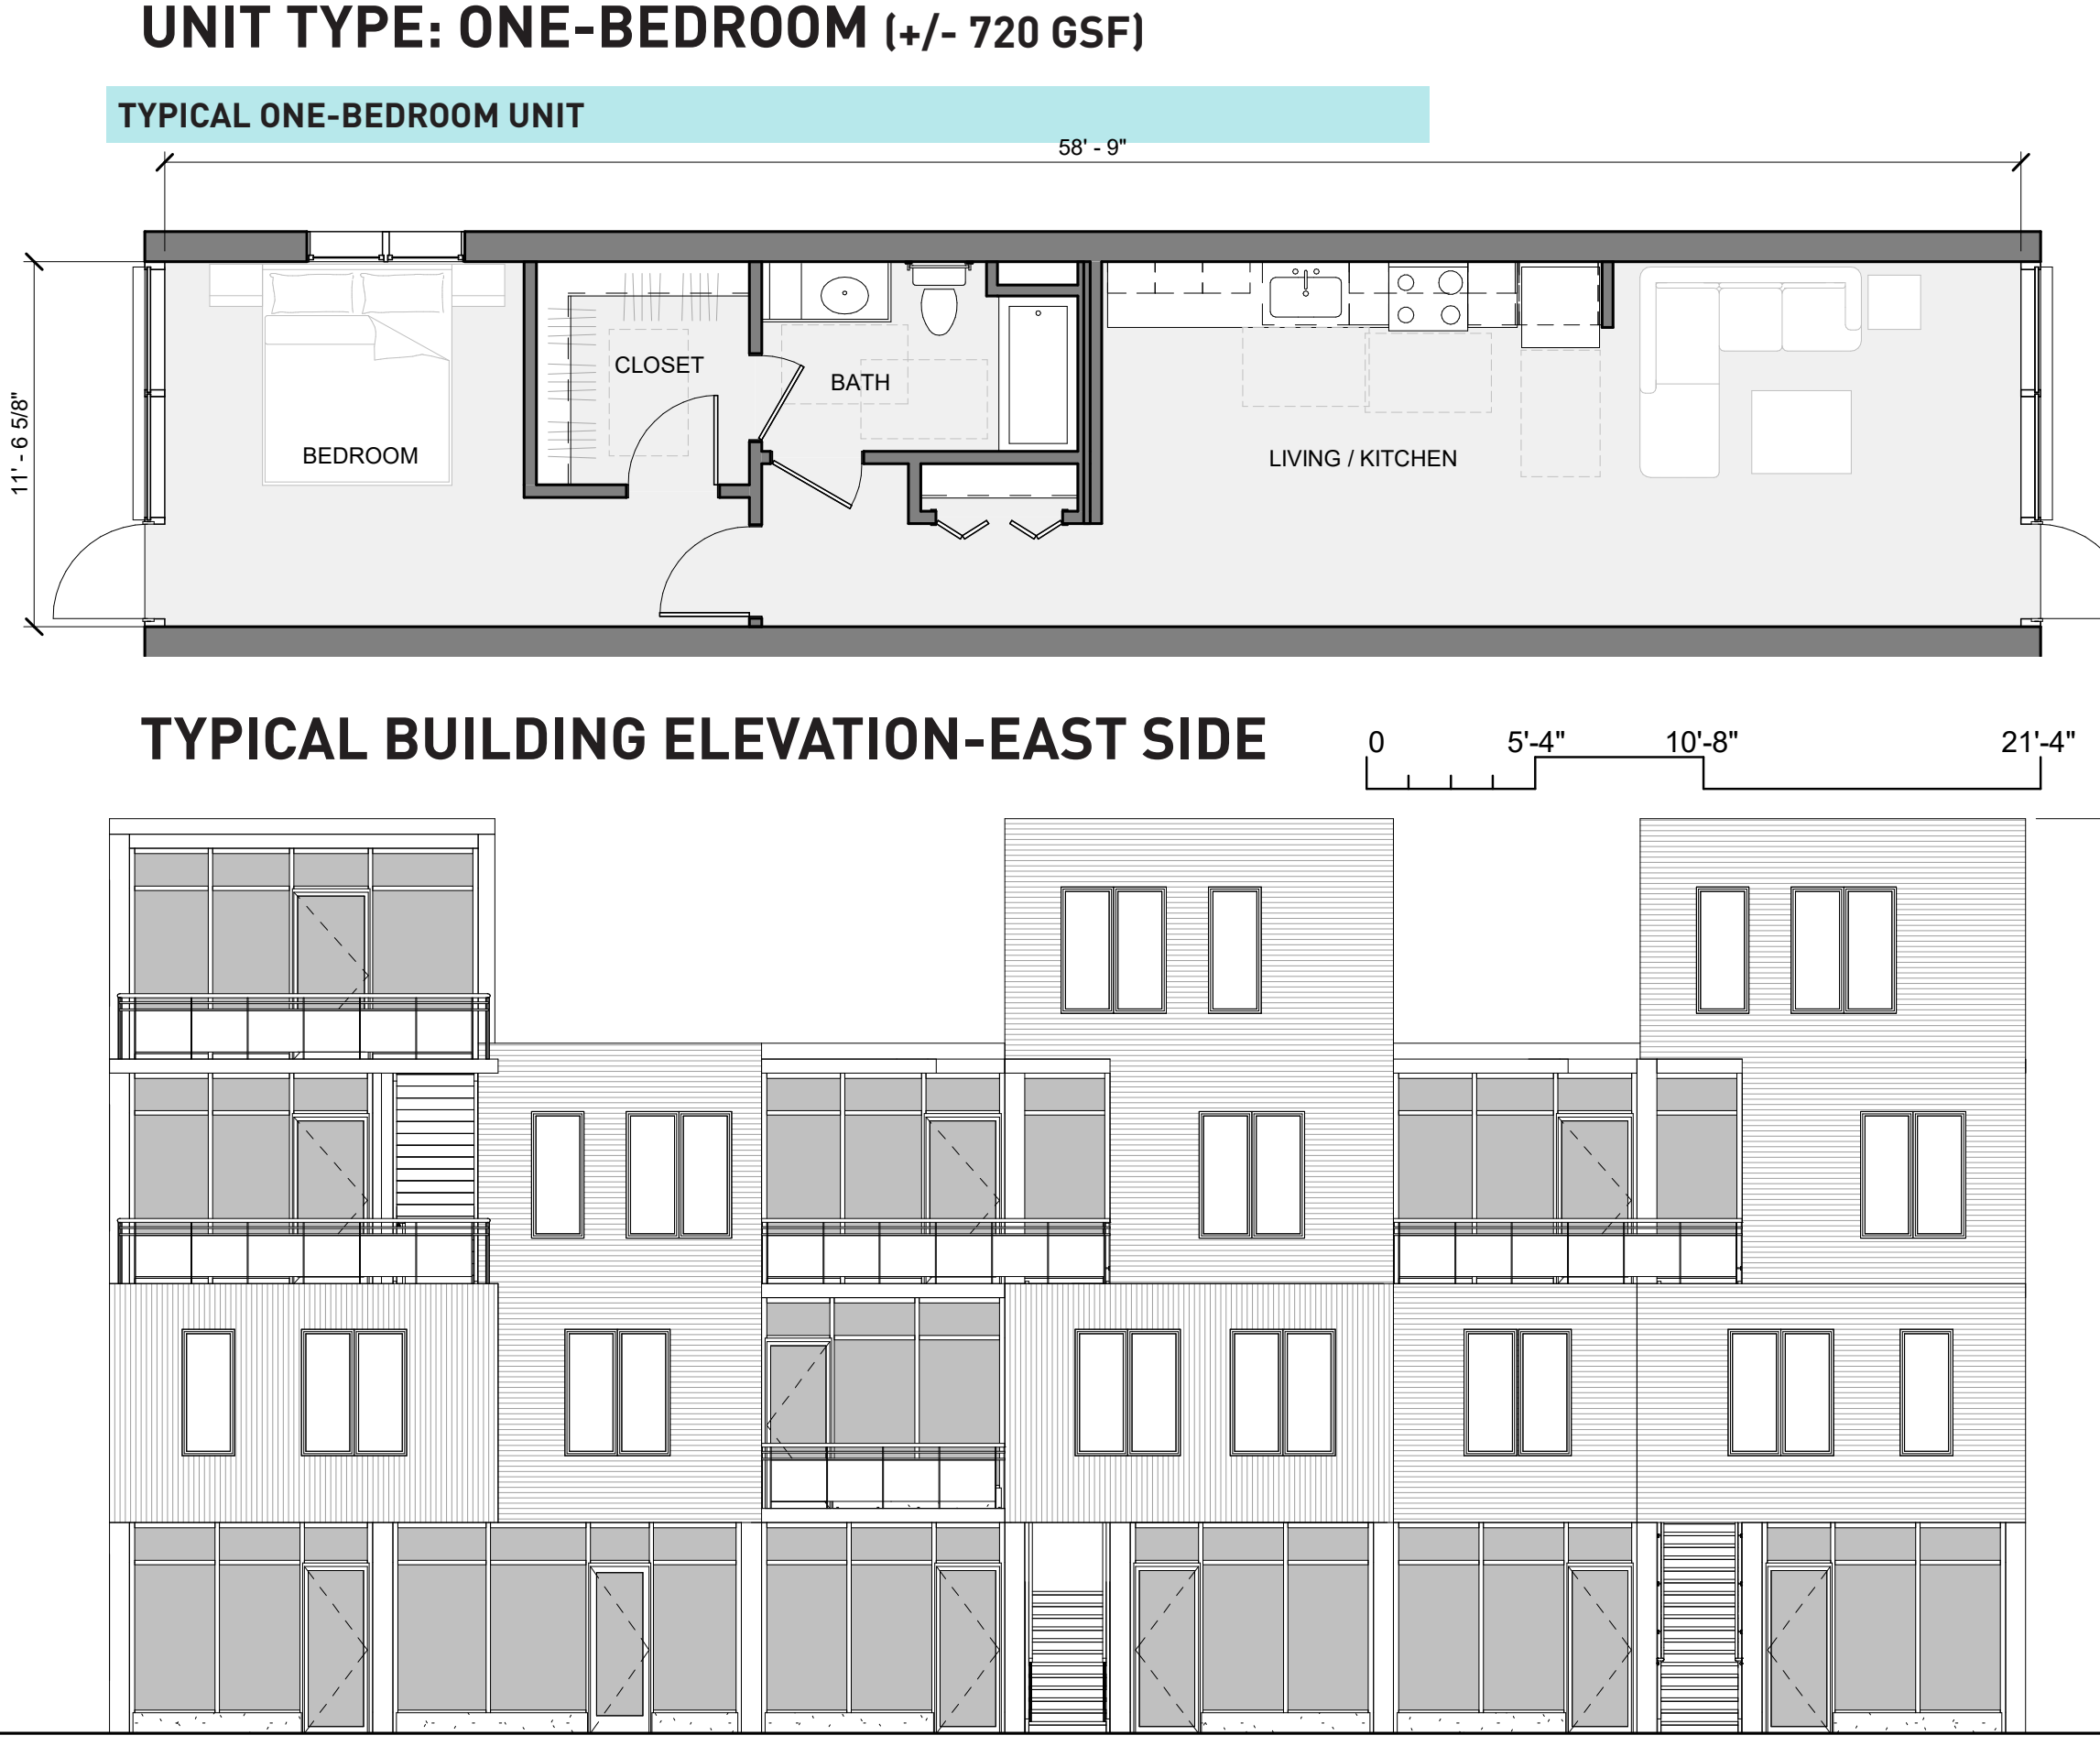 UNIT TYPE: ONE-BEDROOM (+/- 720 GSF)
TYPICAL ONE-BEDROOM UNIT
58' - 9"
11' - 6 5/8"
CLOSET
BATH
BEDROOM
LIVING / KITCHEN
TYPICAL BUILDING ELEVATION-EAST SIDE
0 5'-4" 10'-8" 21'-4"